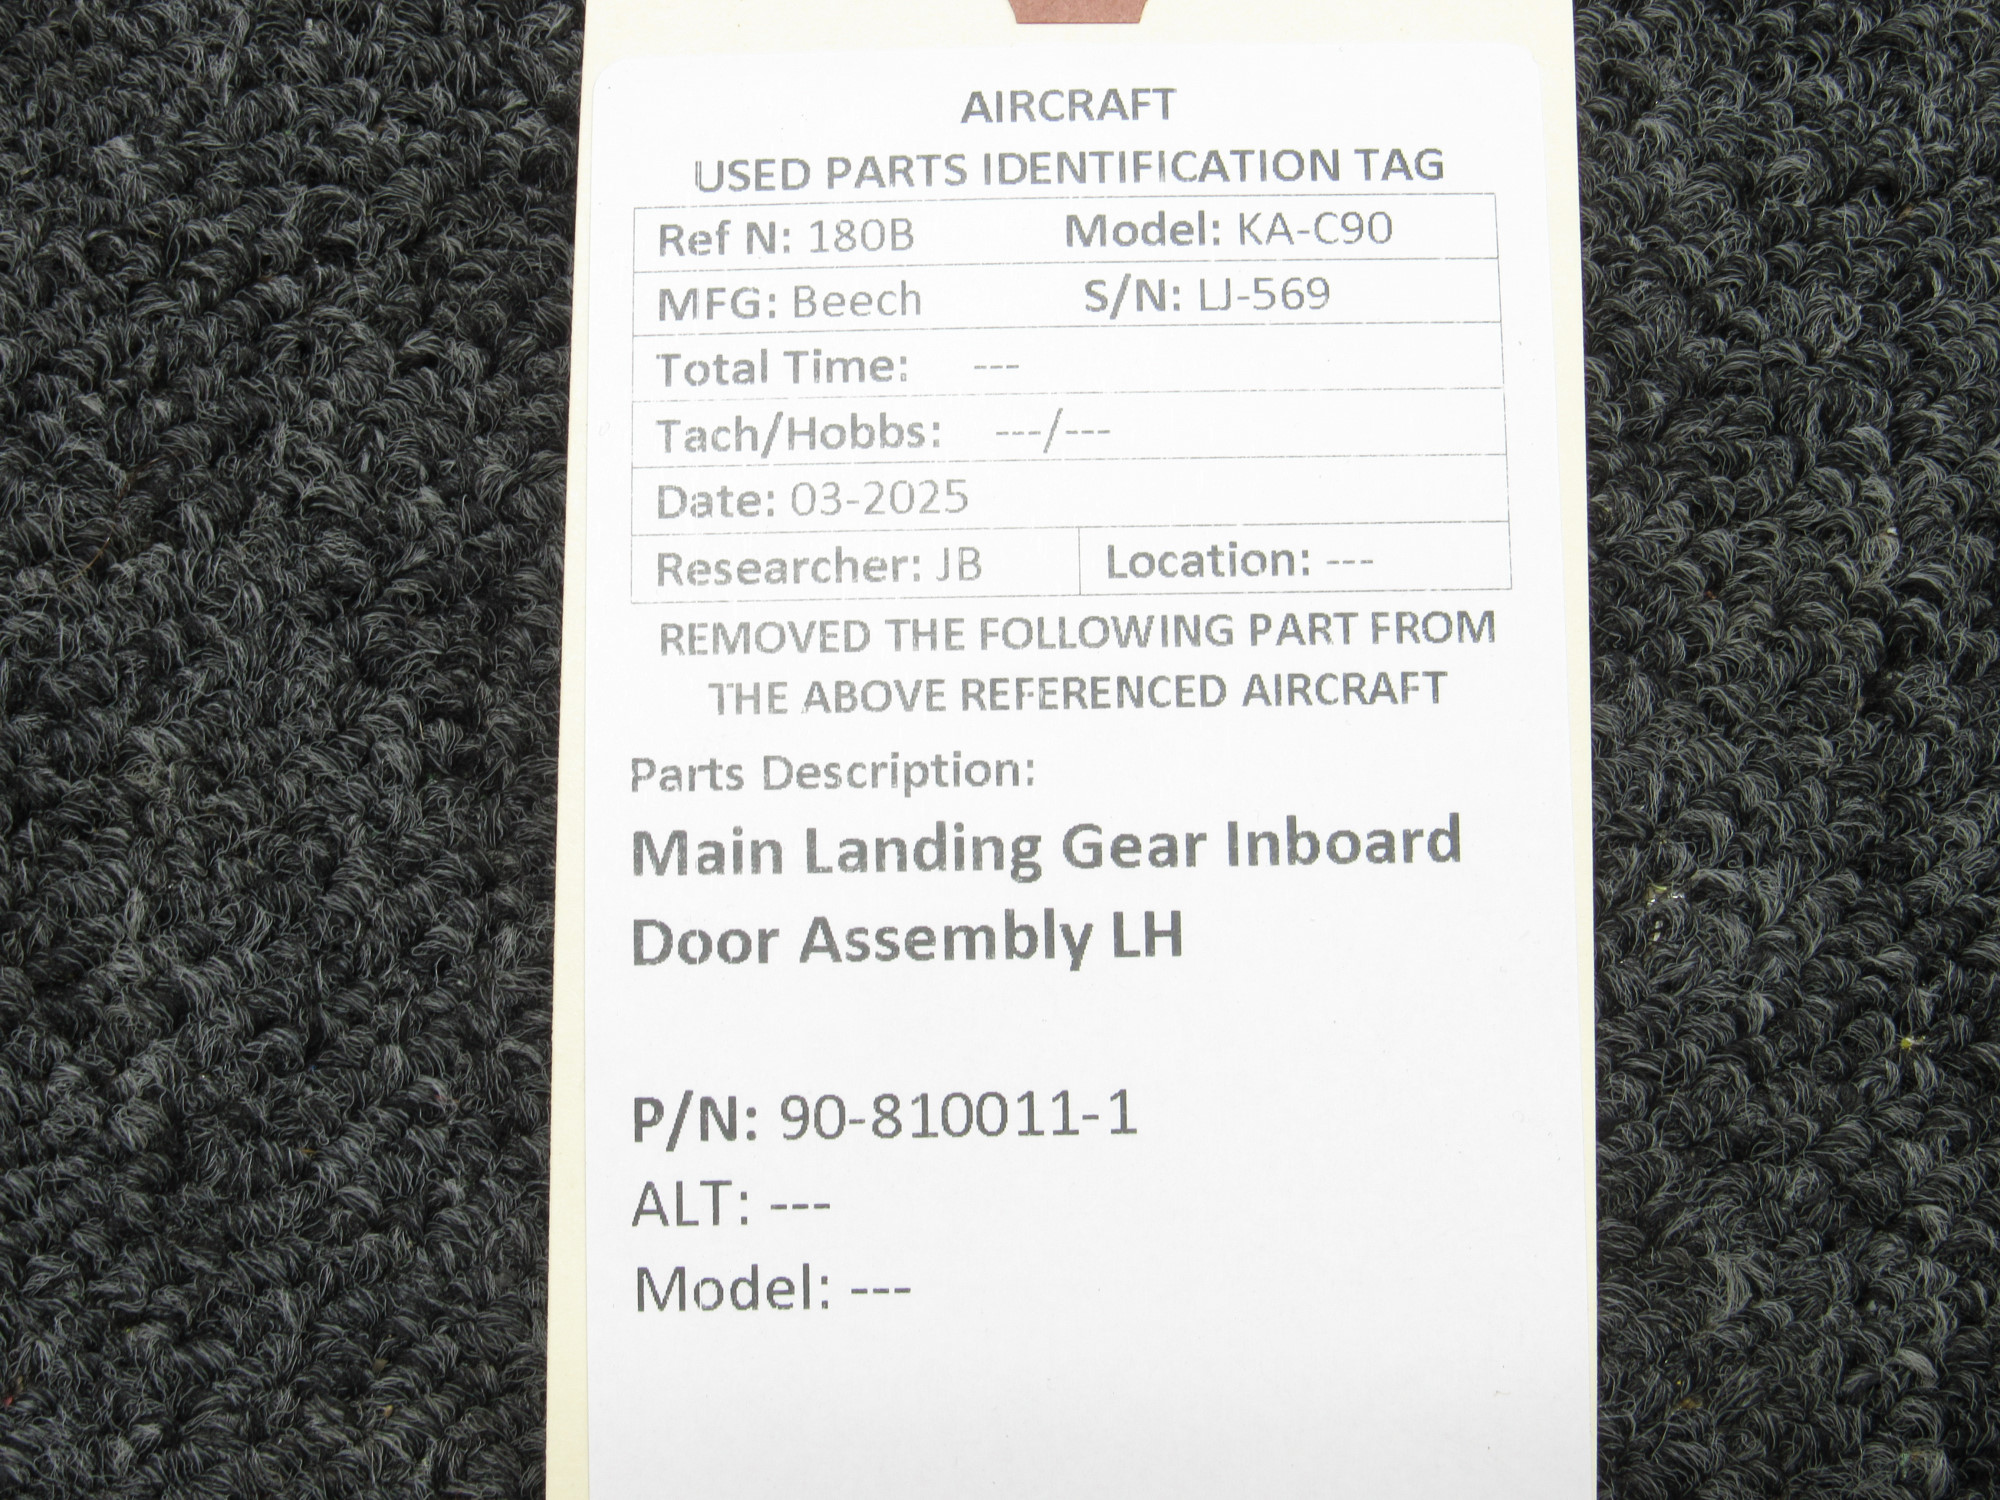 AIRCRAFT
USED PARTS IDENTIFICATION TAG
Ref N: 180B Model: KA-C90
MFG: Beech S/N: LJ-569
Total Time: ---
Tach/Hobbs: ---/---
Date: 03-2025
Researcher: JB Location: ---
REMOVED THE FOLLOWING PART FROM
THE ABOVE REFERENCED AIRCRAFT
Parts Description:
Main Landing Gear Inboard
Door Assembly LH
P/N: 90-810011-1
ALT: ---
Model: ---